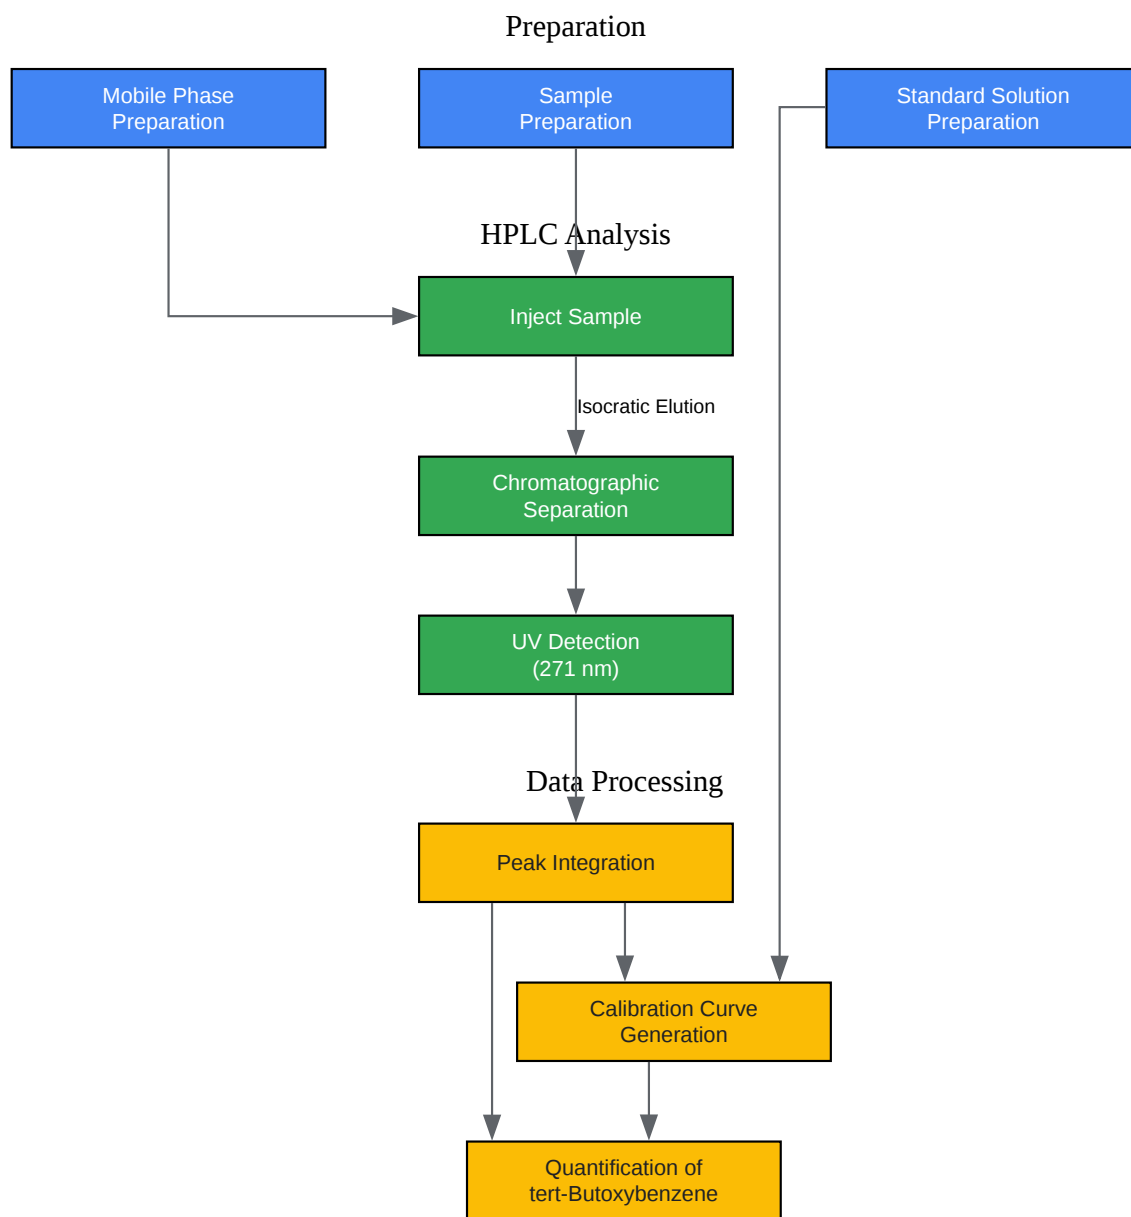 Preparation
Mobile Phase
Preparation
Sample
Preparation
Standard Solution
Preparation
HPLC Analysis
Inject Sample
Isocratic Elution
Chromatographic
Separation
UV Detection
(271 nm)
Data Processing
Peak Integration
Calibration Curve
Generation
Quantification of
tert-Butoxybenzene